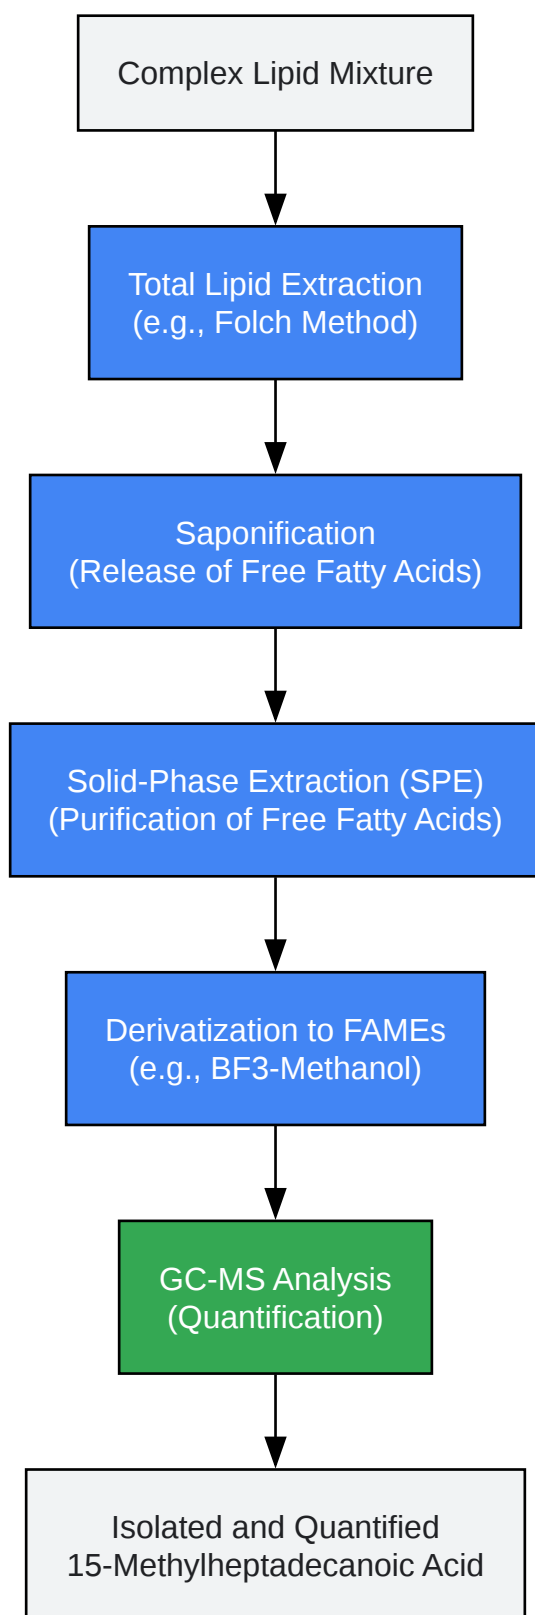 Complex Lipid Mixture
Total Lipid Extraction
(e.g., Folch Method)
Saponification
(Release of Free Fatty Acids)
Solid-Phase Extraction (SPE)
(Purification of Free Fatty Acids)
Derivatization to FAMEs
(e.g., BF3-Methanol)
GC-MS Analysis
(Quantification)
Isolated and Quantified
15-Methylheptadecanoic Acid